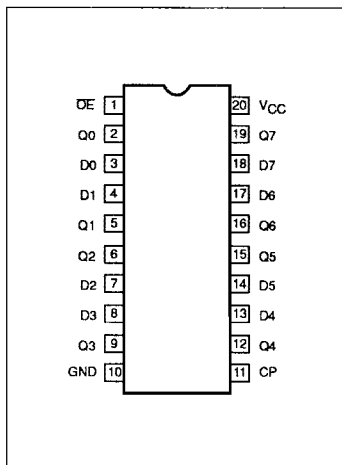 O̅E̅ 1 20 VCC
Q0 2 19 Q7
D0 3 18 D7
D1 4 17 D6
Q1 5 16 Q6
Q2 6 15 Q5
D2 7 14 D5
D3 8 13 D4
Q3 9 12 Q4
GND 10 11 CP